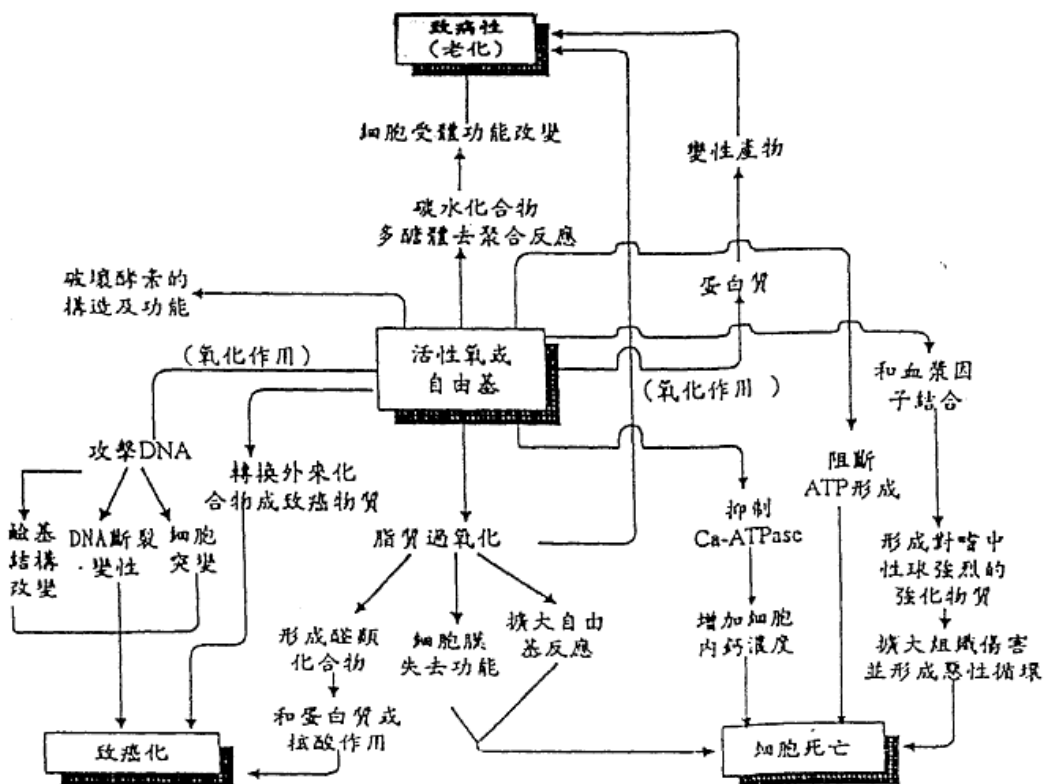 致病性
(老化)
細胞受體功能改變
變性產物
碳水化合物
多醣體去聚合反應
破壞酵素的
構造及功能
蛋白質
(氧化作用)
活性氧或
自由基
(氧化作用)
和血漿因
子結合
攻擊DNA
轉換外來化
合物成致癌物質
阻斷
ATP形成
鹼基
結構
改變
DNA斷裂
變性
細胞
突變
脂質過氧化
抑制
Ca-ATPase
形成對嗜中
性球強烈的
強化物質
形成醛類
化合物
細胞膜
失去功能
擴大自由
基反應
增加細胞
內鈣濃度
擴大組織傷害
並形成惡性循環
和蛋白質或
核酸作用
致癌化
細胞死亡